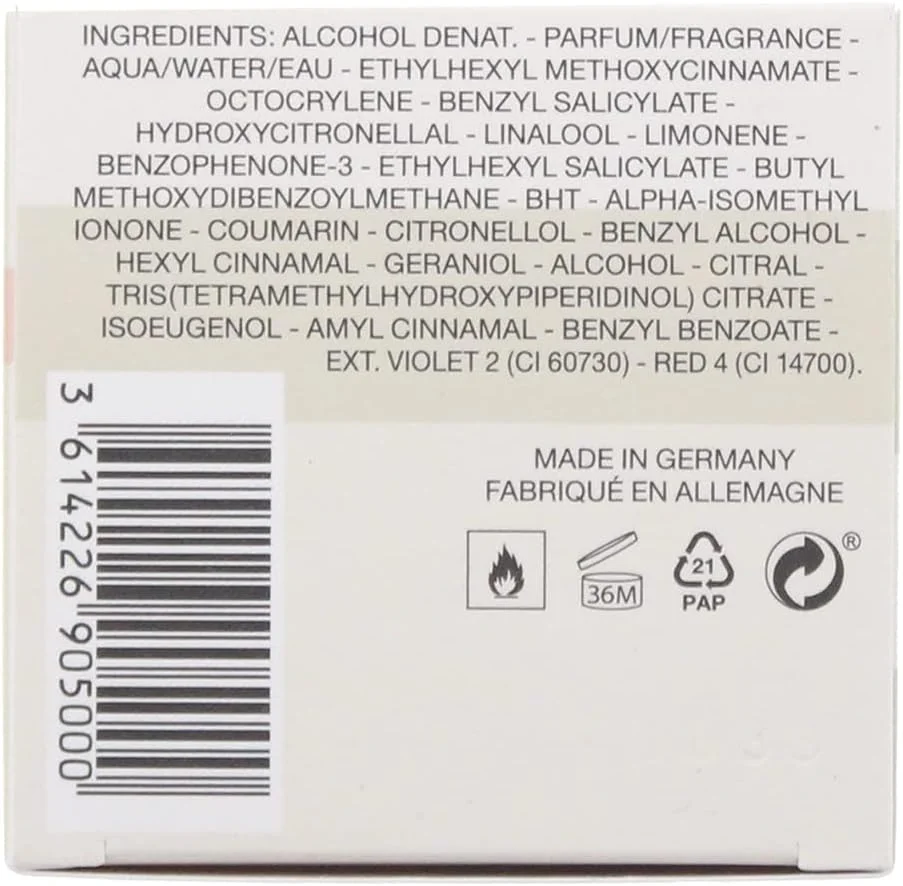 INGREDIENTS: ALCOHOL DENAT. - PARFUM/FRAGRANCE -
AQUA/WATER/EAU - ETHYLHEXYL METHOXYCINNAMATE -
OCTOCRYLENE - BENZYL SALICYLATE -
HYDROXYCITRONELLAL - LINALOOL - LIMONENE -
BENZOPHENONE-3 - ETHYLHEXYL SALICYLATE - BUTYL
METHOXYDIBENZOYLMETHANE - BHT - ALPHA-ISOMETHYL
IONONE - COUMARIN - CITRONELLOL - BENZYL ALCOHOL -
HEXYL CINNAMAL - GERANIOL - ALCOHOL - CITRAL -
TRIS(TETRAMETHYLHYDROXYPIPERIDINOL) CITRATE -
ISOEUGENOL - AMYL CINNAMAL - BENZYL BENZOATE -
EXT. VIOLET 2 (CI 60730) - RED 4 (CI 14700).
3 614226 905000
MADE IN GERMANY
FABRIQUÉ EN ALLEMAGNE
36M
21
PAP
®